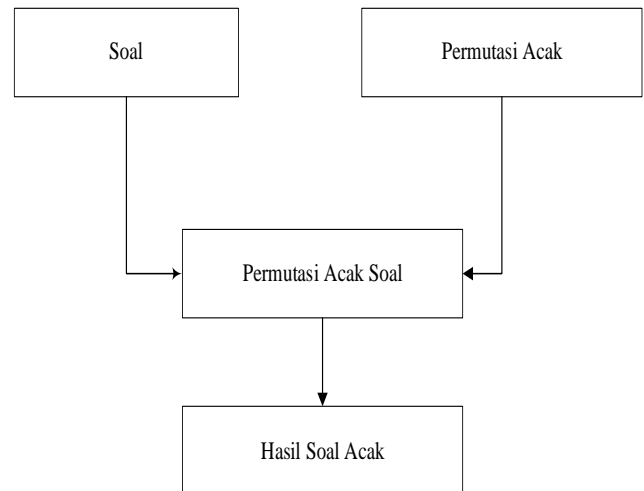 Soal
Permutasi Acak
Permutasi Acak Soal
Hasil Soal Acak